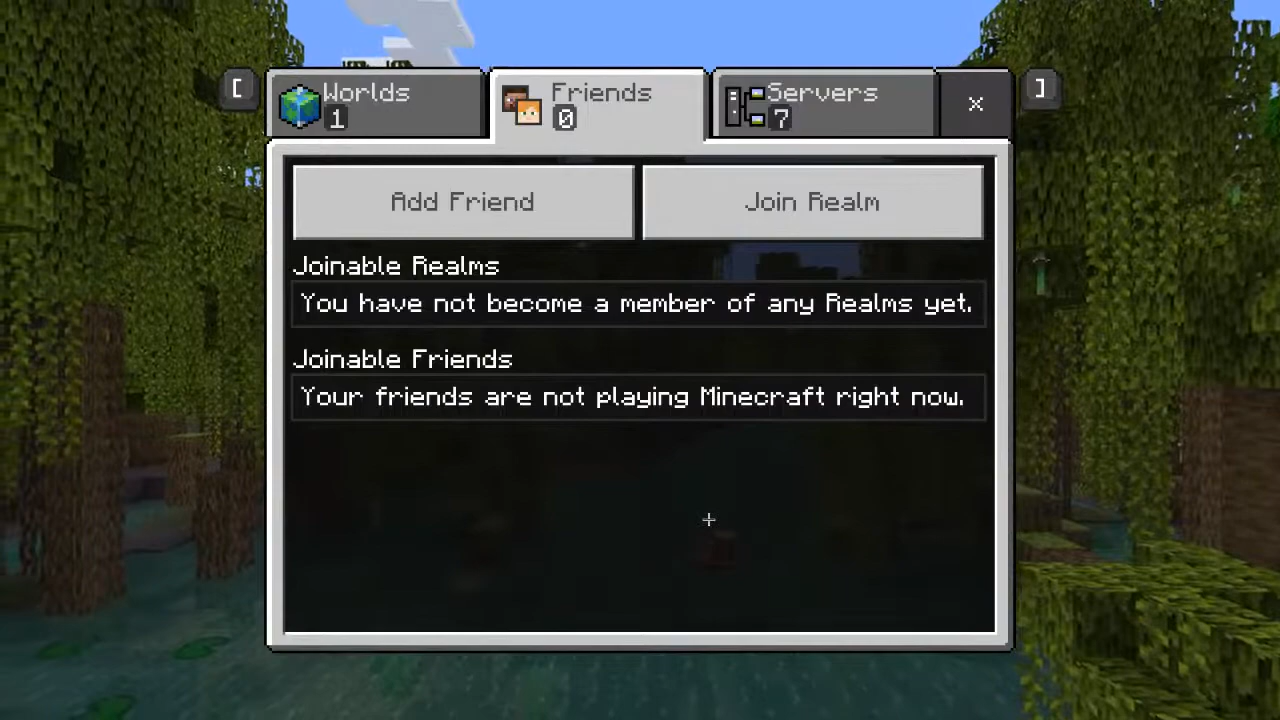 [
Worlds
1
Friends
0
Servers
7
x
]
Add Friend
Join Realm
Joinable Realms
You have not become a member of any Realms yet.
Joinable Friends
Your friends are not playing Minecraft right now.